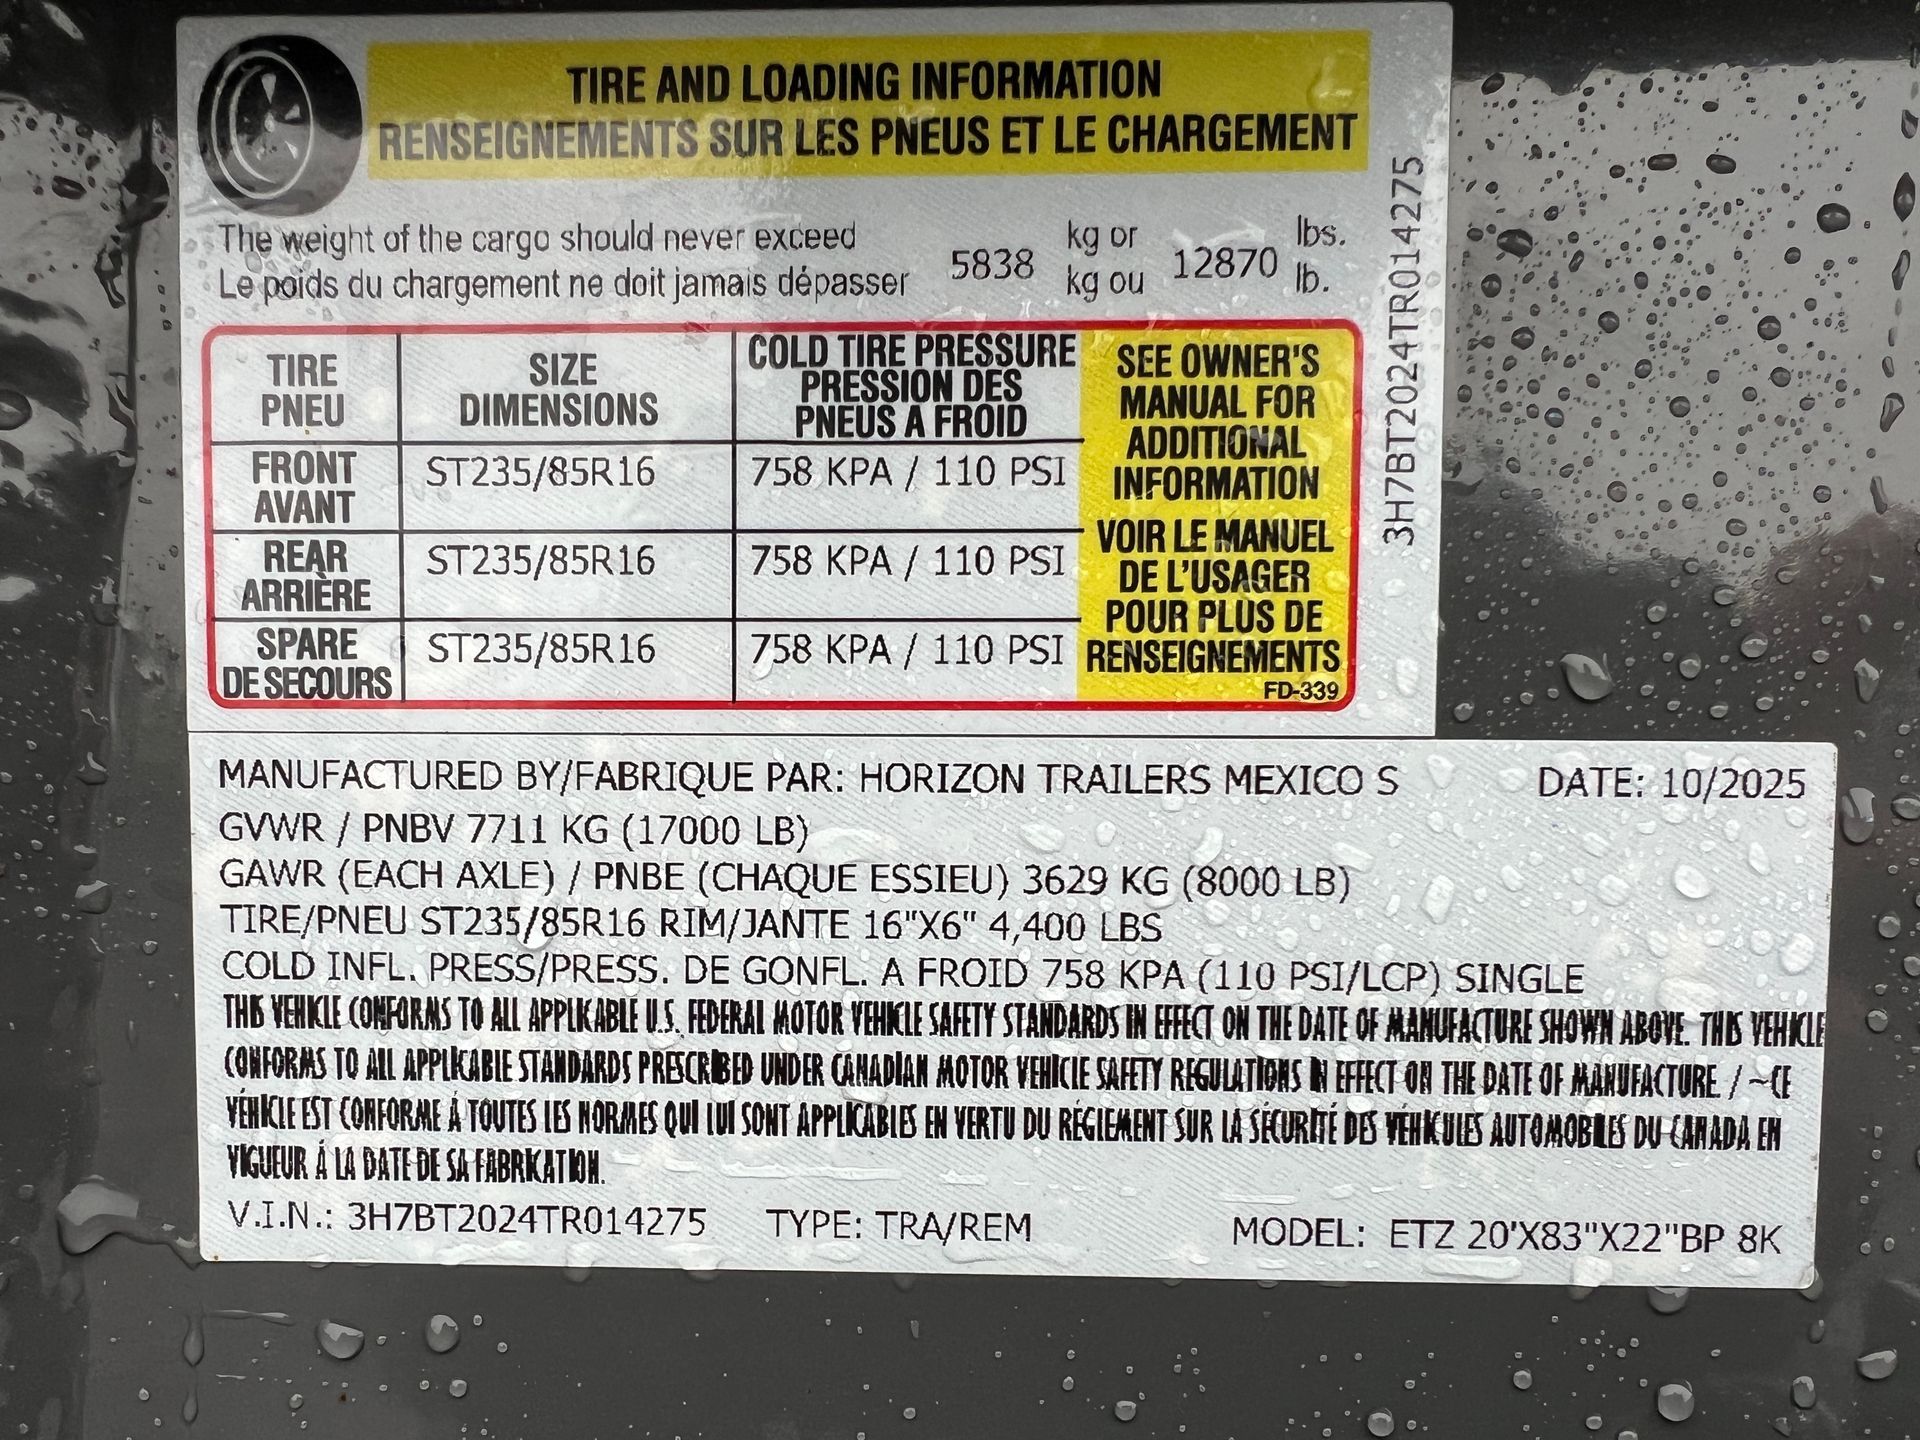 TIRE AND LOADING INFORMATION
RENSEIGNEMENTS SUR LES PNEUS ET LE CHARGEMENT
The weight of the cargo should never exceed
Le poids du chargement ne doit jamais dépasser
5838
kg or
kg ou
12870
lbs.
lb.
3H7BT2024TR014275
TIRE
PNEU
SIZE
DIMENSIONS
COLD TIRE PRESSURE
PRESSION DES
PNEUS A FROID
FRONT
AVANT
ST235/85R16
758 KPA / 110 PSI
REAR
ARRIÈRE
ST235/85R16
758 KPA / 110 PSI
SPARE
DE SECOURS
ST235/85R16
758 KPA / 110 PSI
SEE OWNER'S
MANUAL FOR
ADDITIONAL
INFORMATION
VOIR LE MANUEL
DE L'USAGER
POUR PLUS DE
RENSEIGNEMENTS
FD-339
MANUFACTURED BY/FABRIQUE PAR: HORIZON TRAILERS MEXICO S DATE: 10/2025
GVWR / PNBV 7711 KG (17000 LB)
GAWR (EACH AXLE) / PNBE (CHAQUE ESSIEU) 3629 KG (8000 LB)
TIRE/PNEU ST235/85R16 RIM/JANTE 16"X6" 4,400 LBS
COLD INFL. PRESS/PRESS. DE GONFL. A FROID 758 KPA (110 PSI/LCP) SINGLE
THIS VEHICLE CONFORMS TO ALL APPLICABLE U.S. FEDERAL MOTOR VEHICLE SAFETY STANDARDS IN EFFECT ON THE DATE OF MANUFACTURE SHOWN ABOVE. THIS VEHICLE
CONFORMS TO ALL APPLICABLE STANDARDS PRESCRIBED UNDER CANADIAN MOTOR VEHICLE SAFETY REGULATIONS IN EFFECT ON THE DATE OF MANUFACTURE. / ~CE
VÉHICLE EST CONFORME À TOUTES LES NORMES QUI LUI SONT APPLICABLES EN VERTU DU RÉGLEMENT SUR LA SÉCURITÉ DES VÉHICULES AUTOMOBILES DU CANADA EN
VIGUEUR Á LA DATE DE SA FABRICATION.
V.I.N.: 3H7BT2024TR014275 TYPE: TRA/REM MODEL: ETZ 20'X83"X22"BP 8K